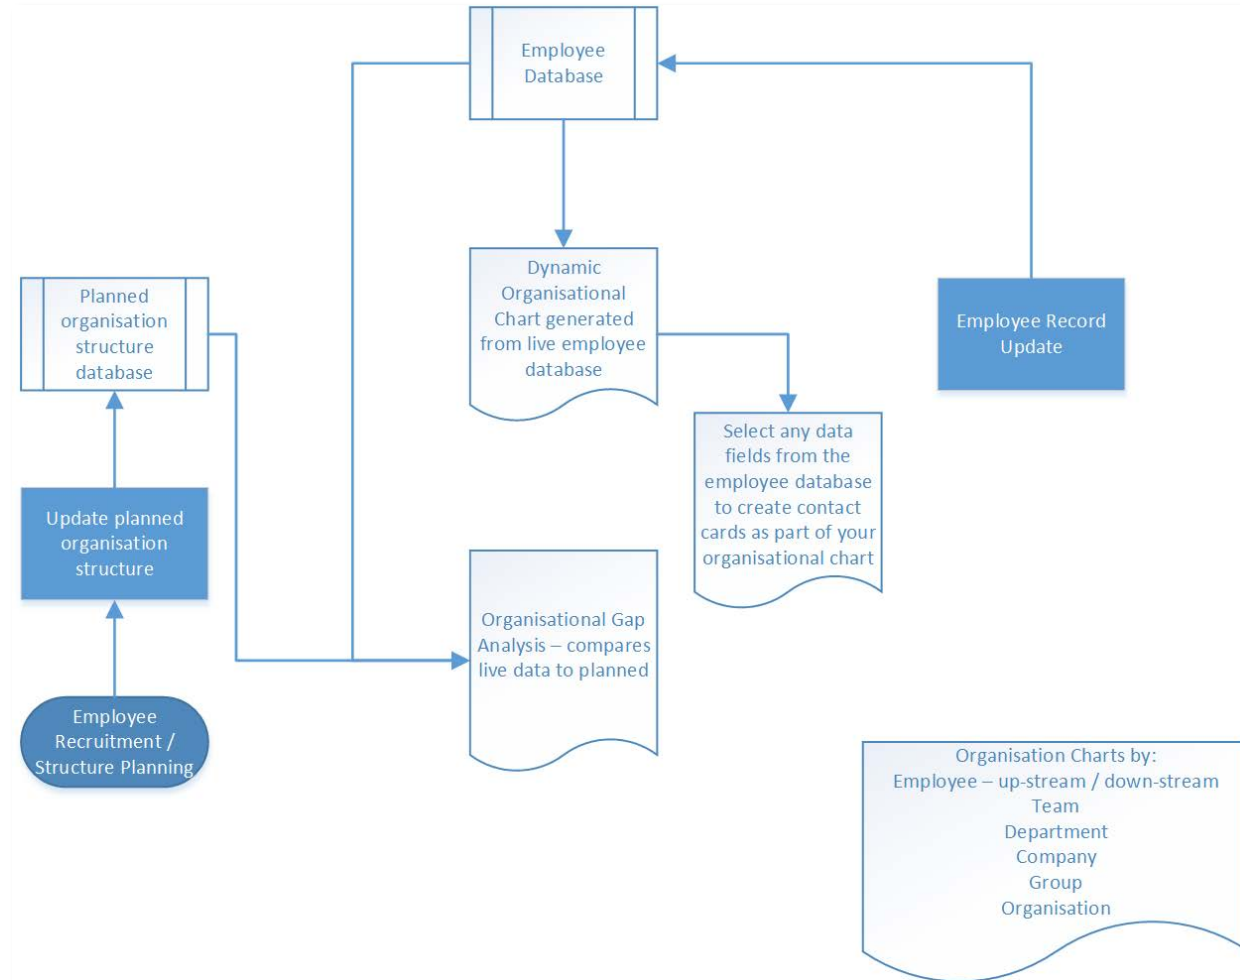 Employee
Database
Dynamic
Organisational
Chart generated
from live employee
database
Planned
organisation
structure
database
Employee Record
Update
Select any data
fields from the
employee database
to create contact
cards as part of your
organisational chart
Update planned
organisation
structure
Organisational Gap
Analysis – compares
live data to planned
Employee
Recruitment /
Structure Planning
Organisation Charts by:
Employee – up-stream / down-stream
Team
Department
Company
Group
Organisation